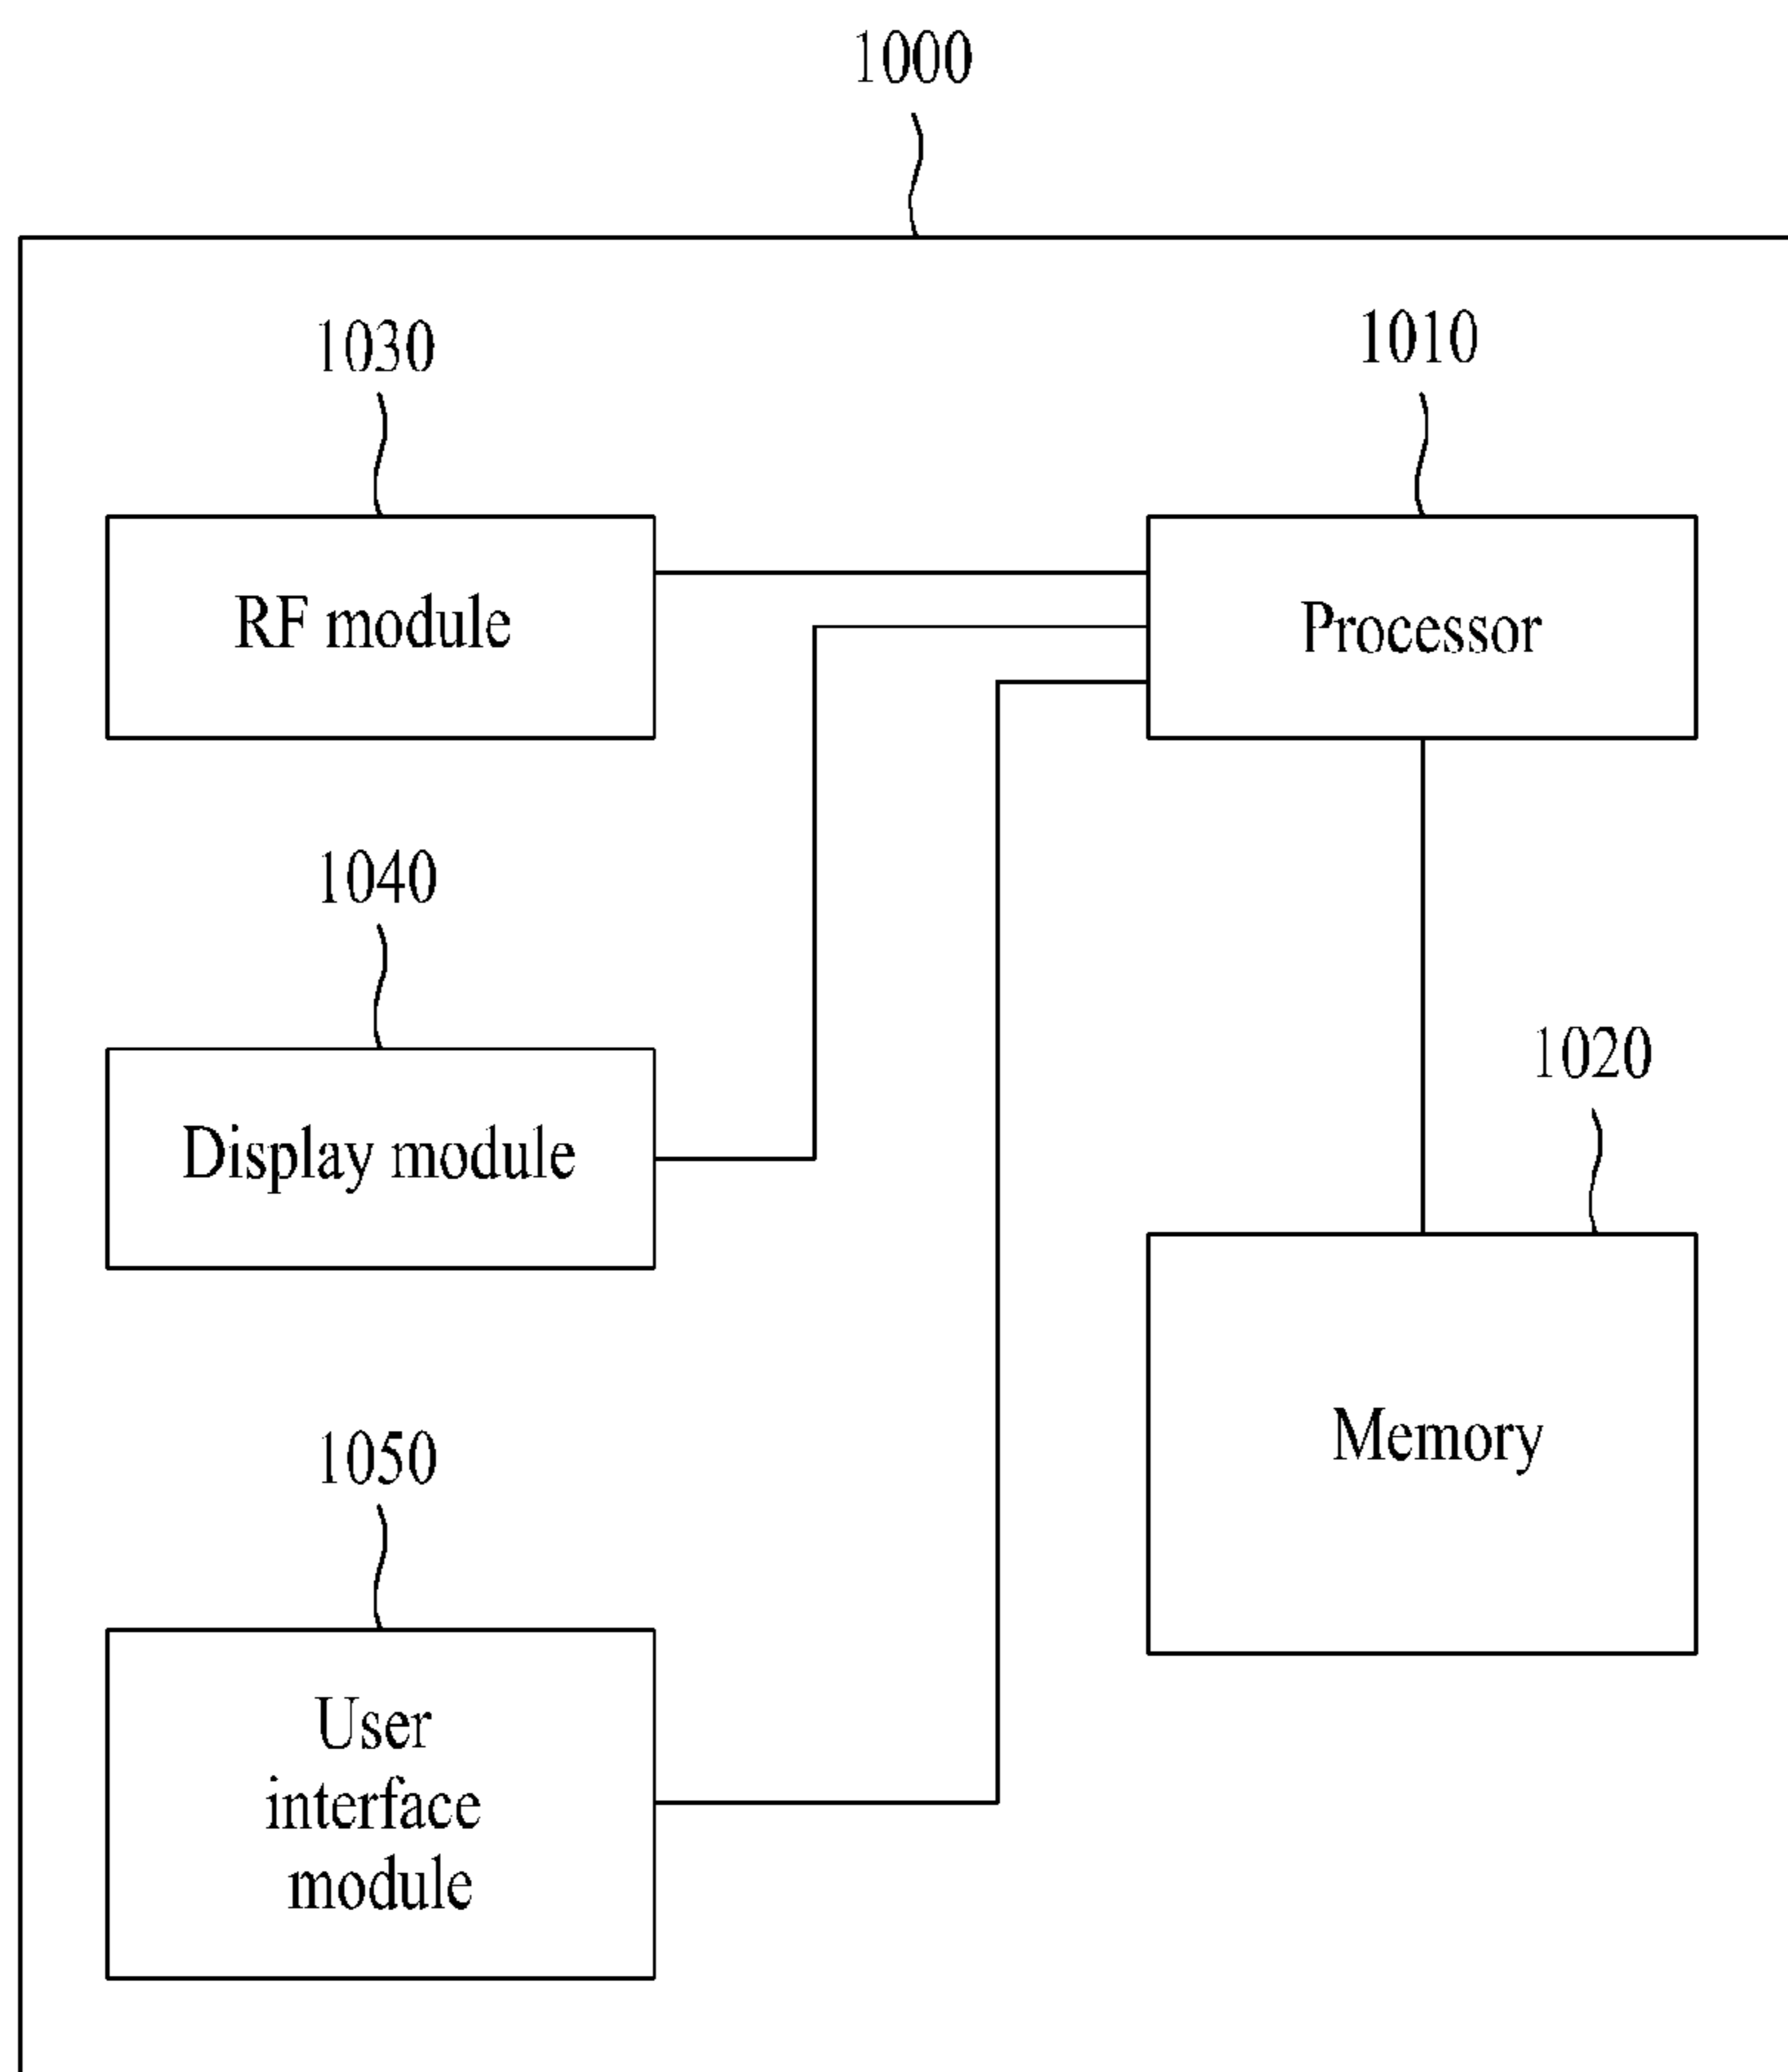 1000
1030
1010
RF module
Processor
1040
1020
Display module
Memory
1050
User
interface
module